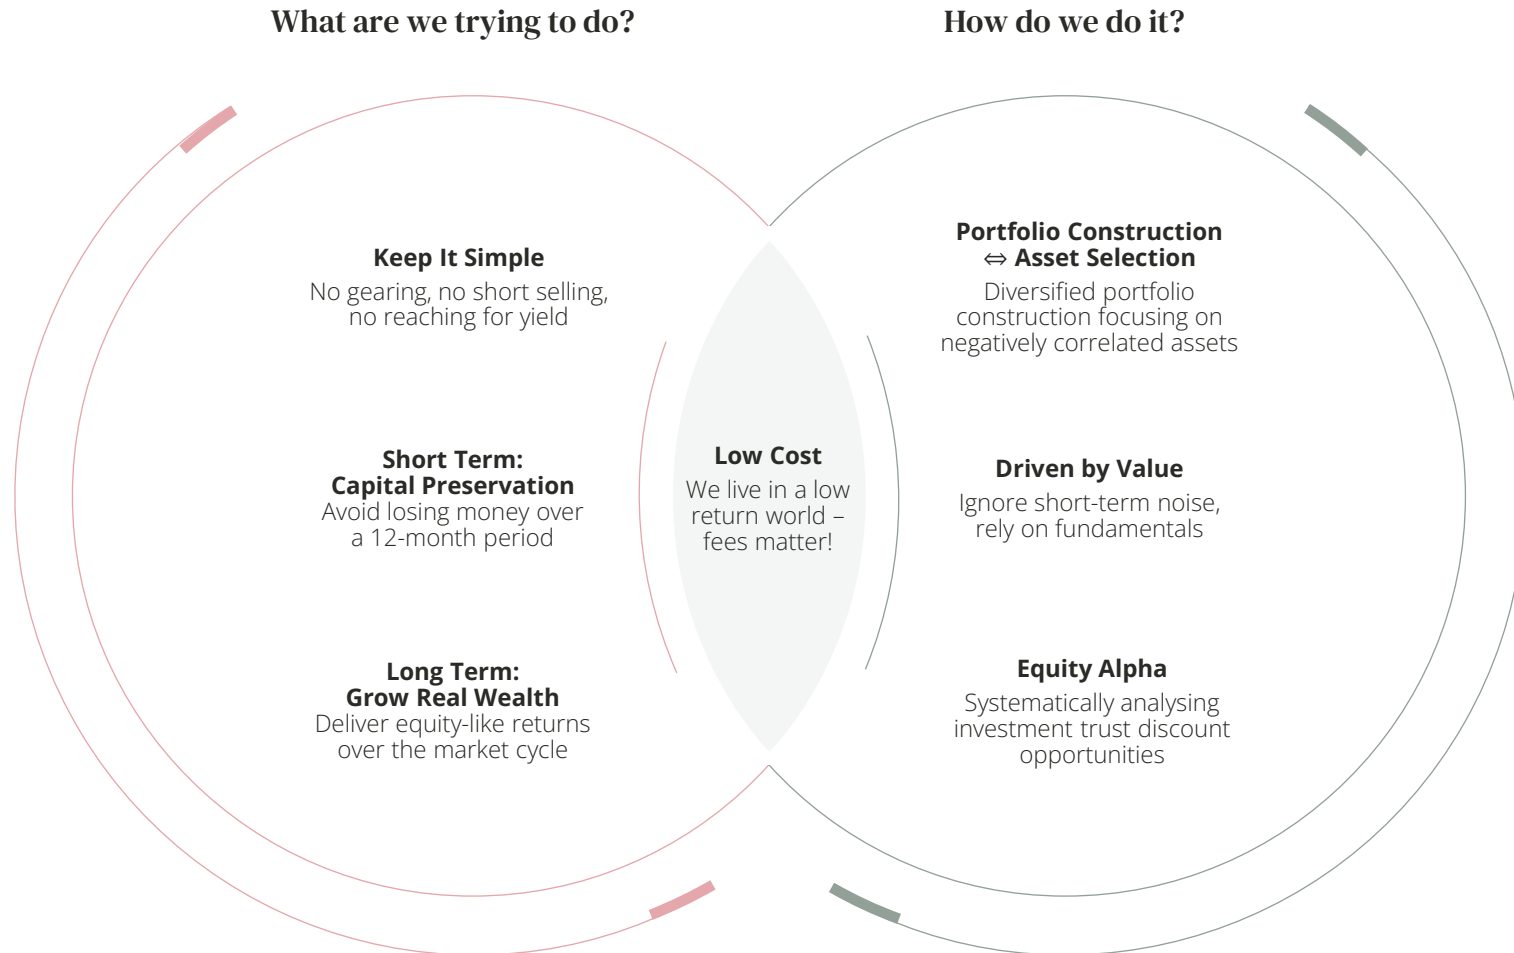 What are we trying to do?
How do we do it?
Keep It Simple
No gearing, no short selling,
no reaching for yield
Short Term:
Capital Preservation
Avoid losing money over
a 12-month period
Long Term:
Grow Real Wealth
Deliver equity-like returns
over the market cycle
Low Cost
We live in a low
return world –
fees matter!
Portfolio Construction
⇔ Asset Selection
Diversified portfolio
construction focusing on
negatively correlated assets
Driven by Value
Ignore short-term noise,
rely on fundamentals
Equity Alpha
Systematically analysing
investment trust discount
opportunities